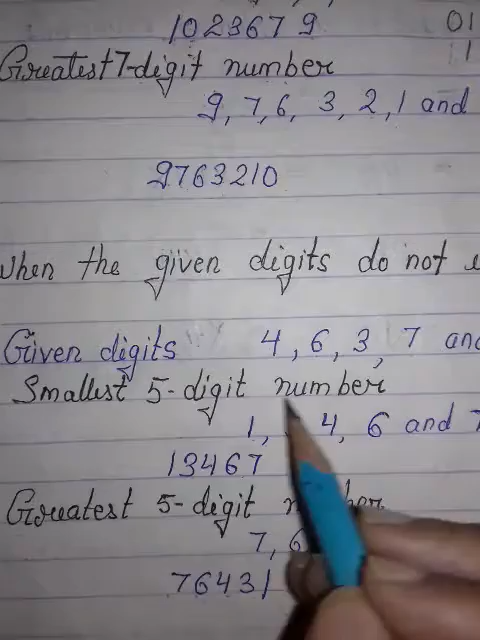 1023679
01
1
Greatest 7-digit number
9, 7, 6, 3, 2, 1 and
9763210
When the given digits do not
Given digits 4, 6, 3, 7 and
Smallest 5-digit number
1, 4, 6 and 7
13467
Greatest 5-digit
7, 6
76431